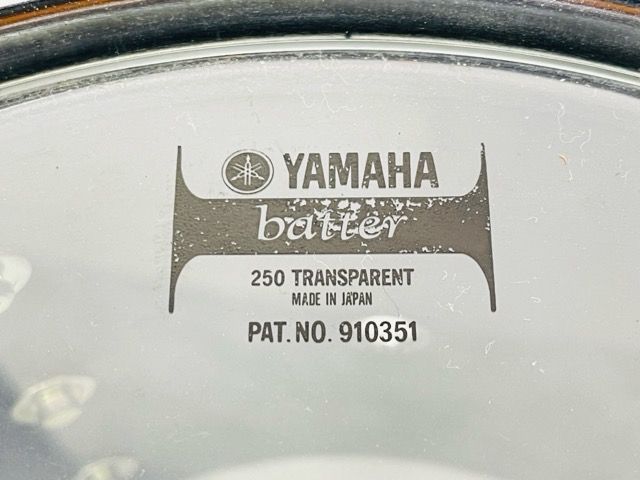 YAMAHA
batter
250 TRANSPARENT
MADE IN JAPAN
PAT. NO. 910351